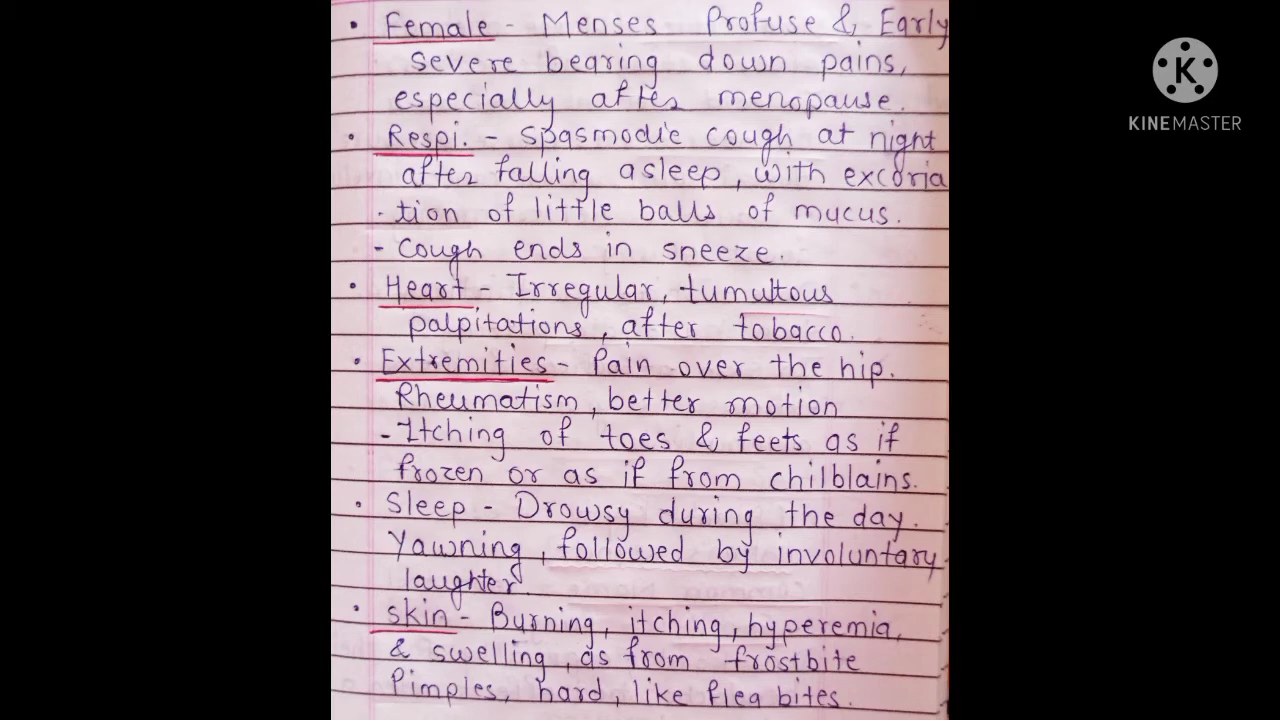 • Female - Menses Profuse & Early
severe bearing down pains,
especially after menopause.
• Respi. - spasmodic cough at night
after falling asleep, with excoria
- tion of little balls of mucus.
- Cough ends in sneeze.
• Heart - Irregular, tumultous
palpitations, after tobacco.
• Extremities - Pain over the hip.
Rheumatism, better motion
- Itching of toes & feets as if
frozen or as if from chilblains.
• Sleep - Drowsy during the day.
Yawning, followed by involuntary
laughter.
• skin - Burning, itching, hyperemia,
& swelling, as from frostbite
Pimples, hard, like flea bites.
K
KINEMASTER